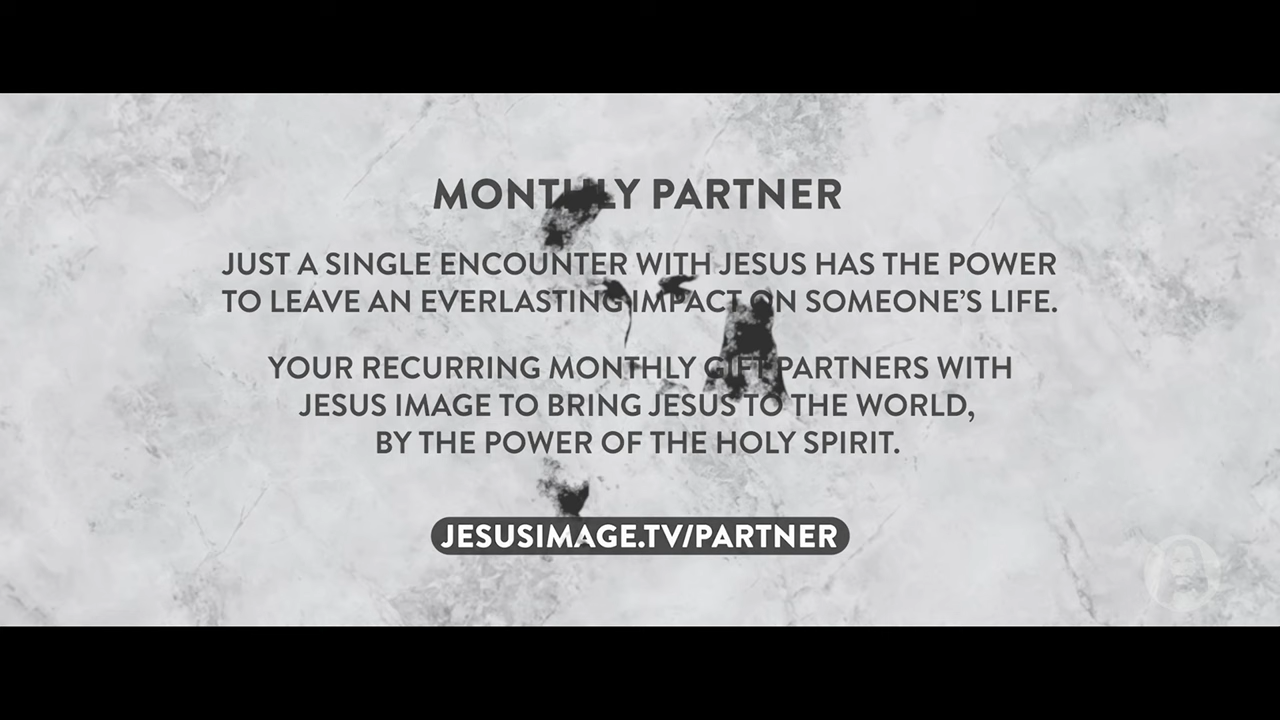 MONTHLY PARTNER
JUST A SINGLE ENCOUNTER WITH JESUS HAS THE POWER
TO LEAVE AN EVERLASTING IMPACT ON SOMEONE'S LIFE.
YOUR RECURRING MONTHLY GIFT PARTNERS WITH
JESUS IMAGE TO BRING JESUS TO THE WORLD,
BY THE POWER OF THE HOLY SPIRIT.
JESUSIMAGE.TV/PARTNER